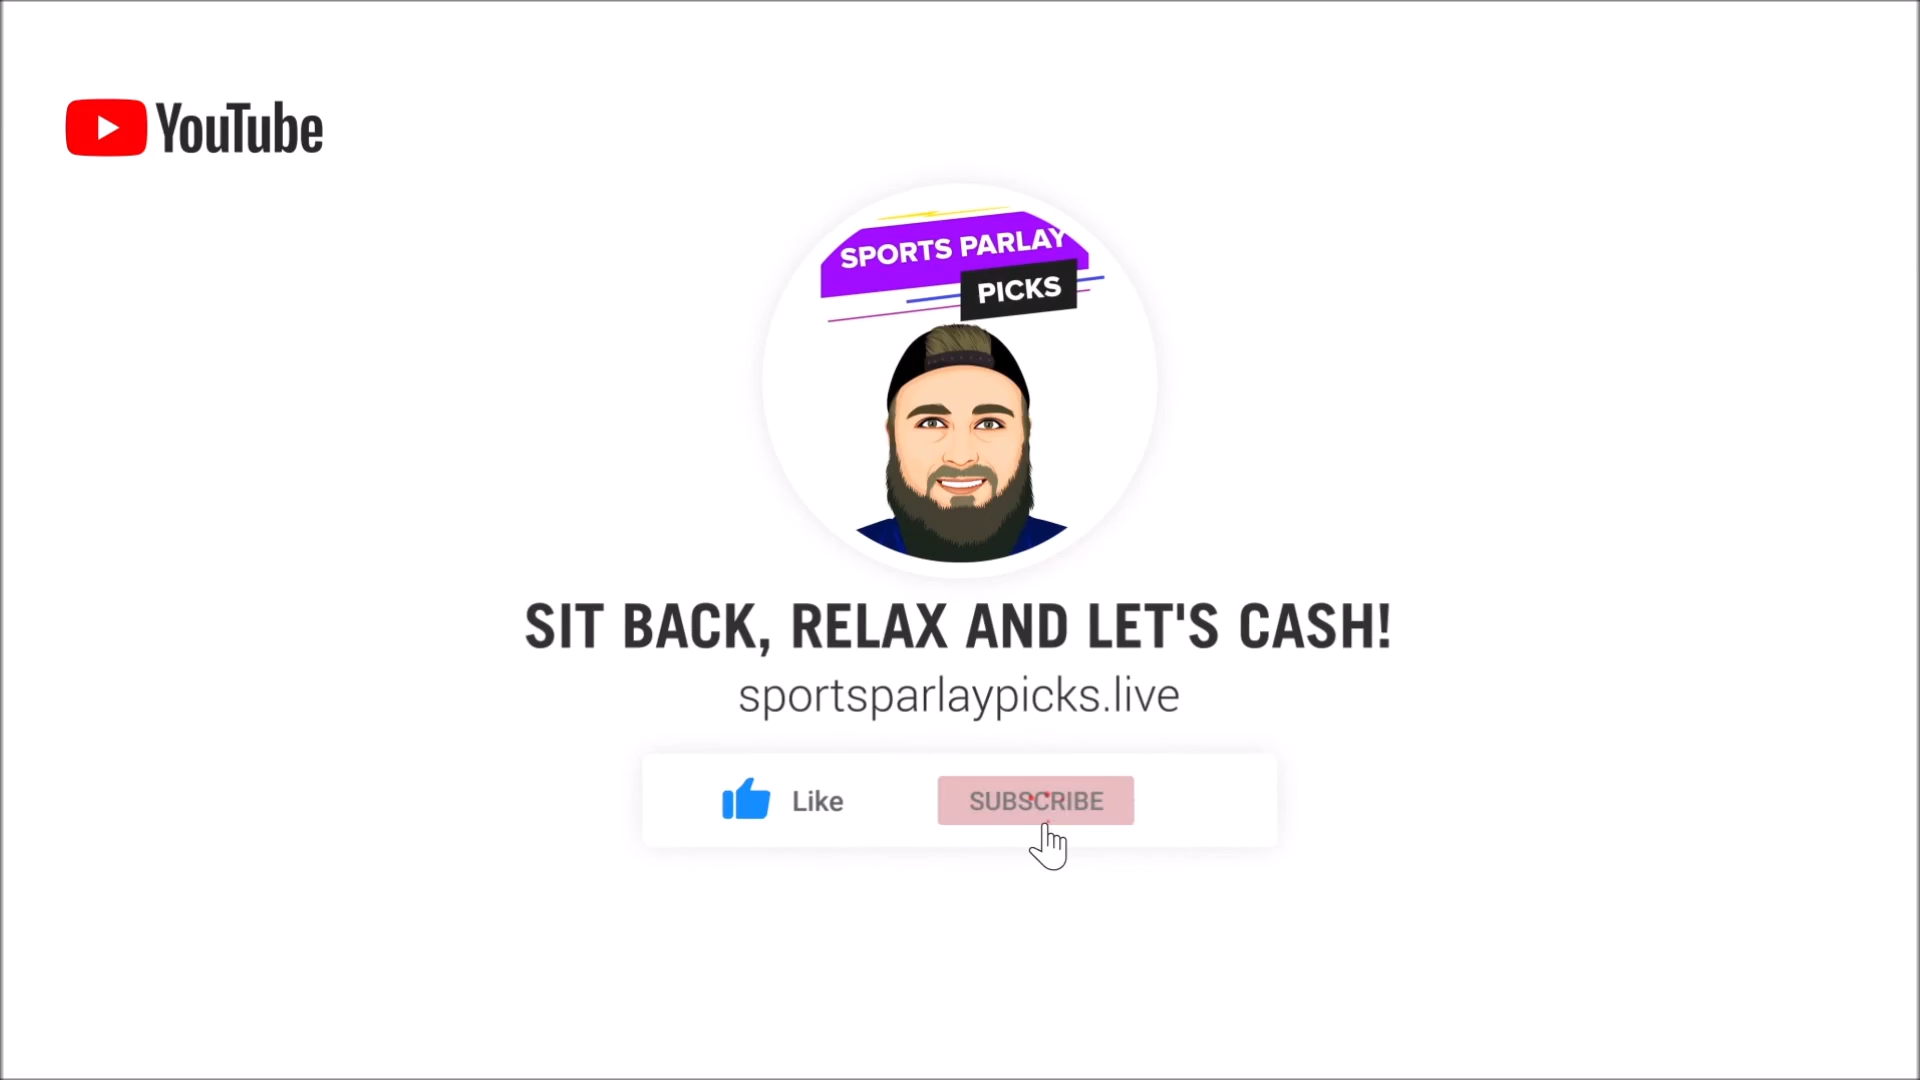 YouTube
SPORTS PARLAY
PICKS
SIT BACK, RELAX AND LET'S CASH!
sportsparlaypicks.live
Like
SUBSCRIBE